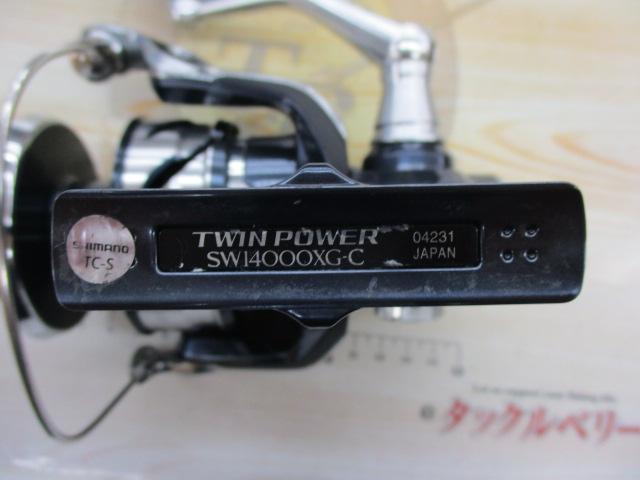 SHIMANO
TC-S
TWIN POWER
SW14000XG-C
04231
JAPAN
タックルベリー